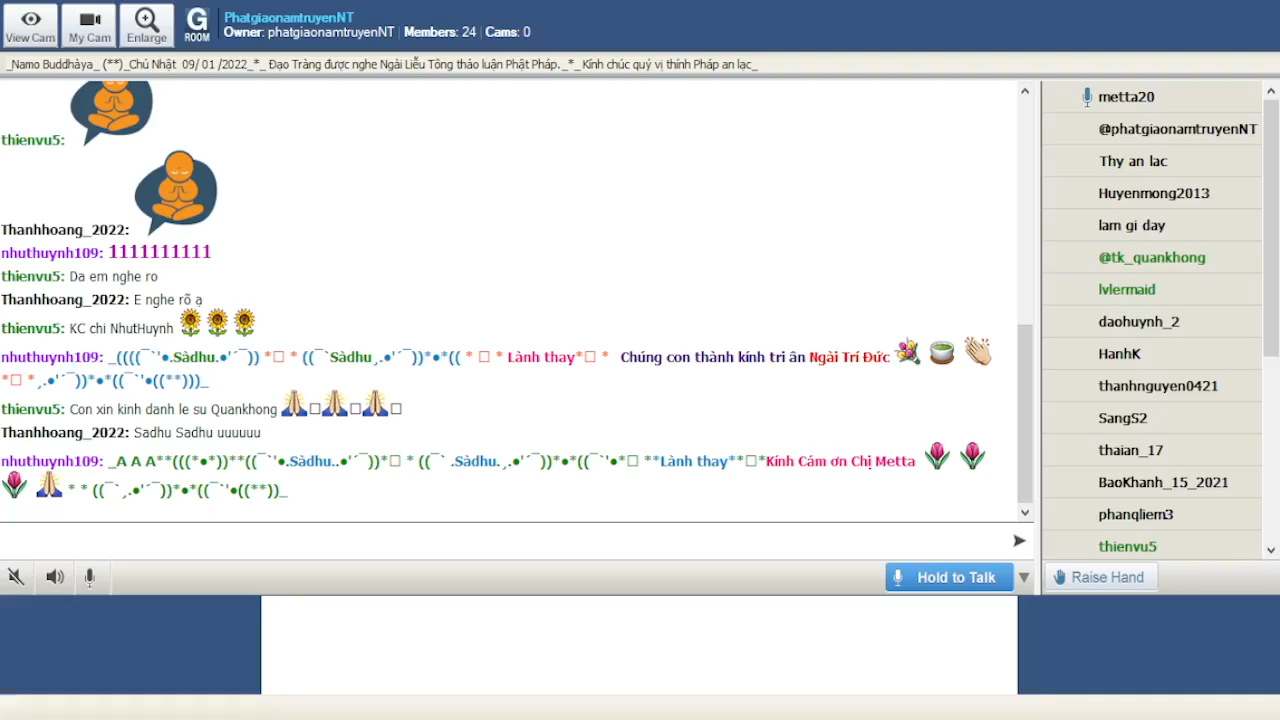 View Cam
My Cam
Enlarge
G
ROOM
PhatgiaonamtruyenNT
Owner: phatgiaonamtruyenNT | Members: 24 | Cams: 0
_Namo Buddhàya_ (**)_Chủ Nhật 09/ 01 /2022_*_ Đạo Tràng được nghe Ngài Liễu Tông thảo luận Phật Pháp._*_Kính chúc quý vị thính Pháp an lạc_
thienvu5:
Thanhhoang_2022:
nhuthuynh109: 1111111111
thienvu5: Da em nghe ro
Thanhhoang_2022: E nghe rõ ạ
thienvu5: KC chi NhutHuynh 🌻🌻🌻
nhuthuynh109: _((((¯`'•.Sàdhu.•'´¯)) *□ * ((¯`Sàdhu¸.•'´¯))*•*(( * □ * Lành thay*□ * Chúng con thành kính tri ân Ngài Trí Đức 💐 🍵 👏
*□ *¸.•'´¯))*•*((¯`'•((**)))_
thienvu5: Con xin kinh danh le su Quankhong 🙏□🙏□🙏□
Thanhhoang_2022: Sadhu Sadhu uuuuuu
nhuthuynh109: _A A A**(((*•*))**((¯`'•.Sàdhu..•'´¯))*□ * ((¯` .Sàdhu.¸.•'´¯))*•*((¯`'•*□ **Lành thay**□*Kính Cám ơn Chị Metta 🌷 🌷
🌷 🙏 * * ((¯`¸.•'´¯))*•*((¯`'•((**))_
Hold to Talk
metta20
@phatgiaonamtruyenNT
Thy an lac
Huyenmong2013
lam gi day
@tk_quankhong
lvlermaid
daohuynh_2
HanhK
thanhnguyen0421
SangS2
thaian_17
BaoKhanh_15_2021
phanqliem3
thienvu5
Raise Hand